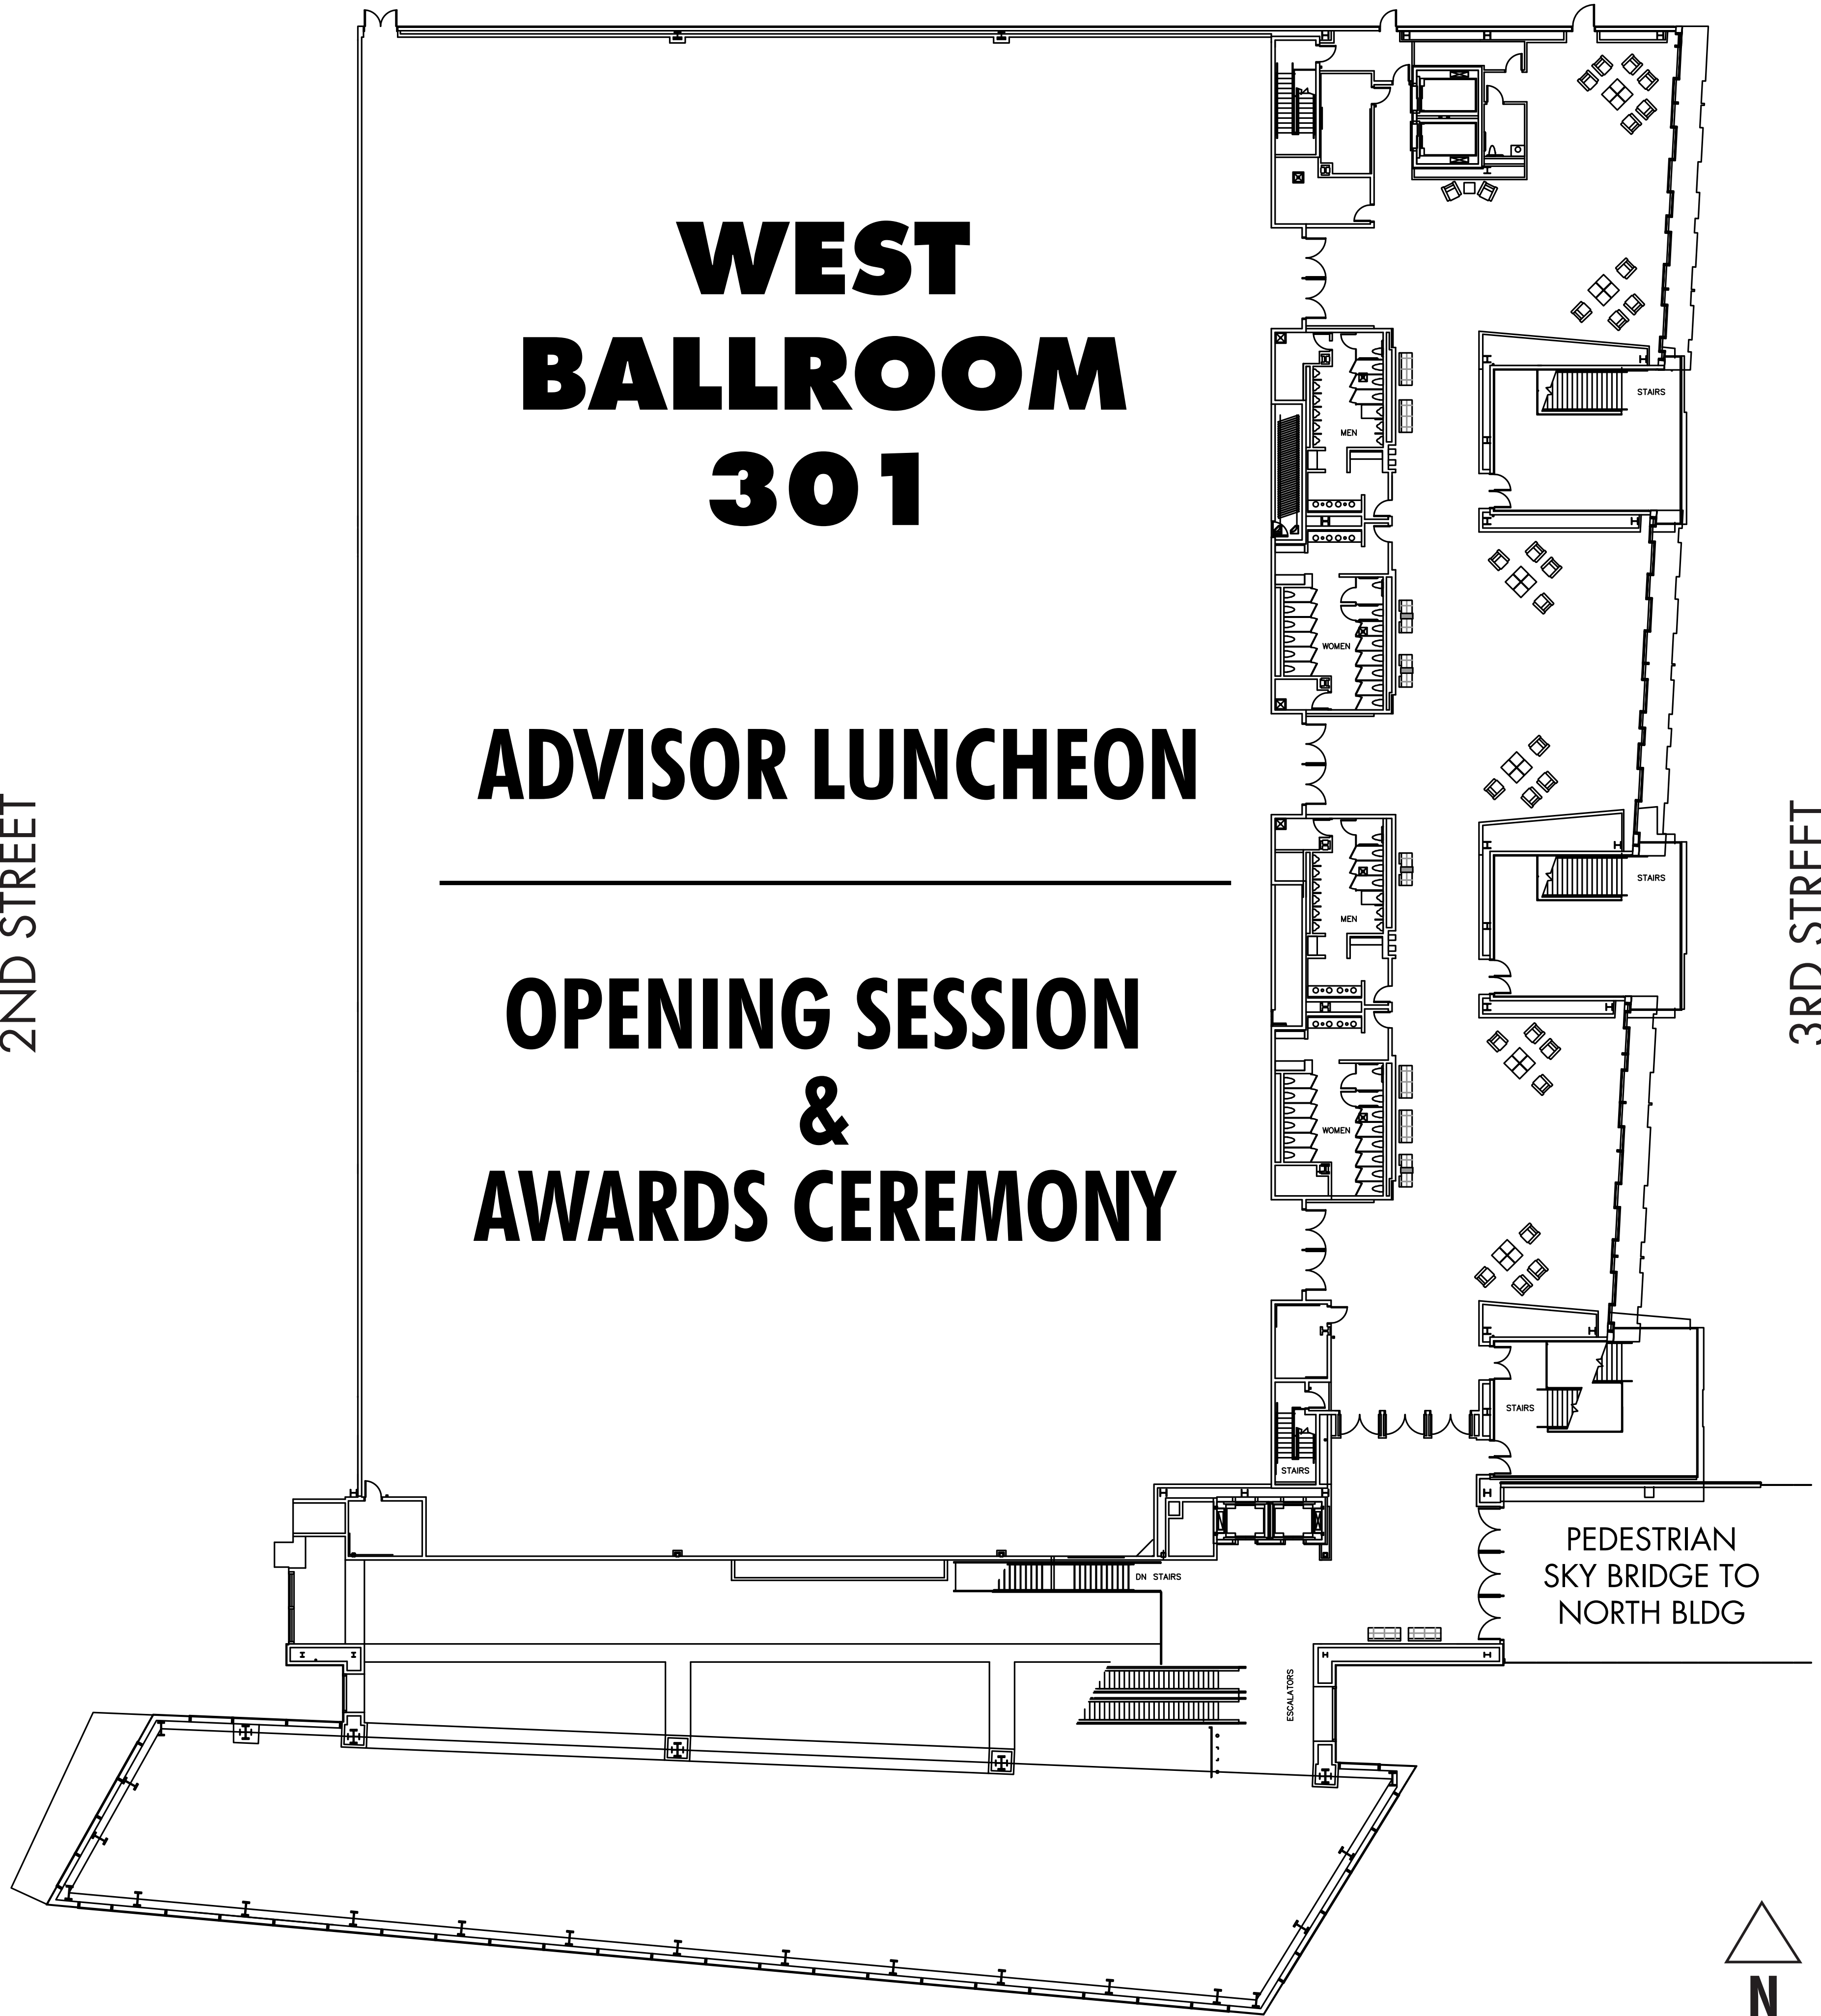 WEST
BALLROOM
301
ADVISOR LUNCHEON
OPENING SESSION
&
AWARDS CEREMONY
2ND STREET
3RD STREET
STAIRS
MEN
WOMEN
STAIRS
MEN
WOMEN
STAIRS
STAIRS
DN STAIRS
ESCALATORS
PEDESTRIAN
SKY BRIDGE TO
NORTH BLDG
N